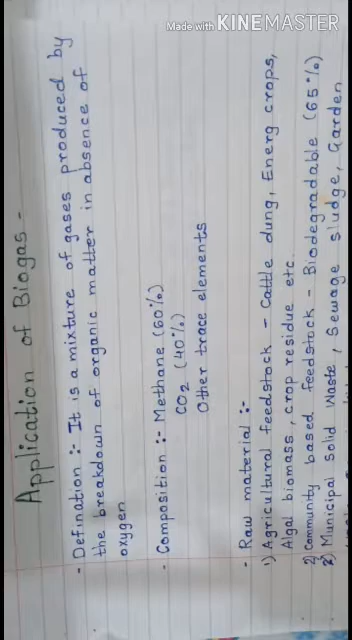 Made with KINEMASTER
Application of Biogas -
- Defination :- It is a mixture of gases produced by
the breakdown of organic matter in absence of
oxygen
- Composition :- Methane (60%)
CO2 (40%)
Other trace elements
- Raw material :-
1) Agricultural feedstock - Cattle dung, Energ crops,
Algal biomass, crop residue etc.
2) Community based feedstock - Biodegradable (65%)
3) Municipal Solid Waste, Sewage sludge, Garden